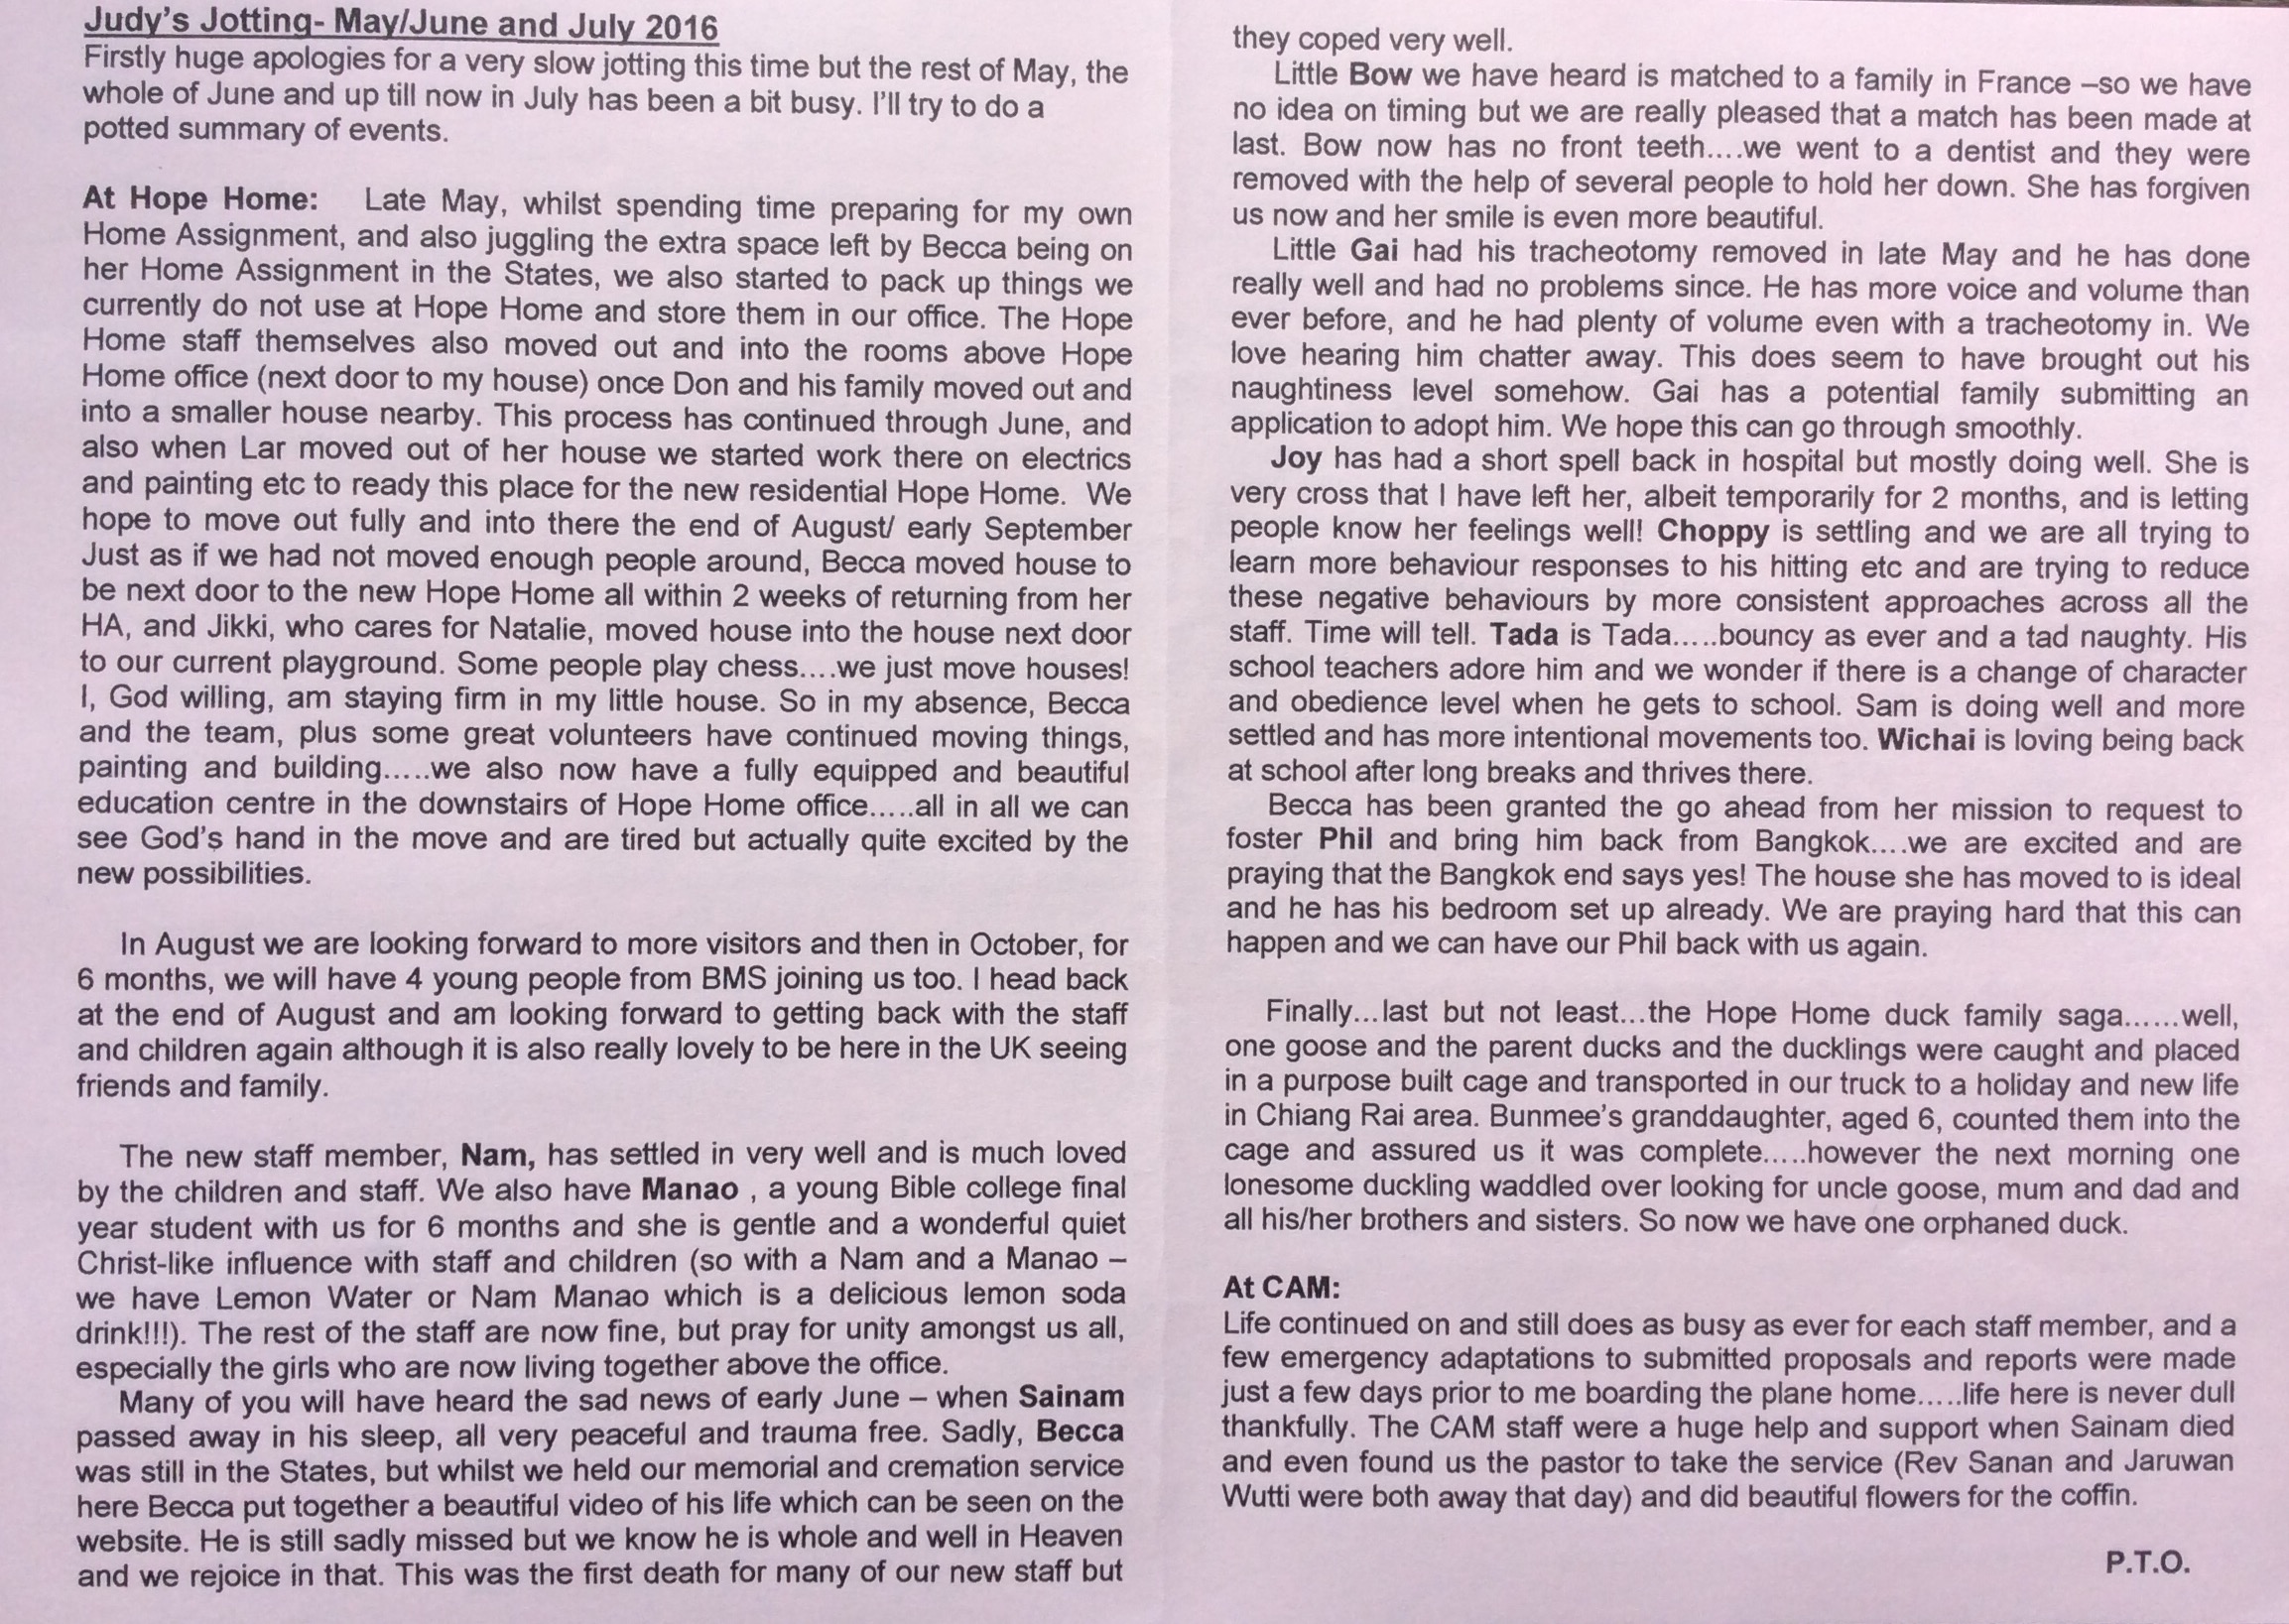 Judy's Jotting- May/June and July 2016
Firstly huge apologies for a very slow jotting this time but the rest of May, the
whole of June and up till now in July has been a bit busy. I'll try to do a
potted summary of events.
At Hope Home: Late May, whilst spending time preparing for my own
Home Assignment, and also juggling the extra space left by Becca being on
her Home Assignment in the States, we also started to pack up things we
currently do not use at Hope Home and store them in our office. The Hope
Home staff themselves also moved out and into the rooms above Hope
Home office (next door to my house) once Don and his family moved out and
into a smaller house nearby. This process has continued through June, and
also when Lar moved out of her house we started work there on electrics
and painting etc to ready this place for the new residential Hope Home. We
hope to move out fully and into there the end of August/ early September
Just as if we had not moved enough people around, Becca moved house to
be next door to the new Hope Home all within 2 weeks of returning from her
HA, and Jikki, who cares for Natalie, moved house into the house next door
to our current playground. Some people play chess....we just move houses!
I, God willing, am staying firm in my little house. So in my absence, Becca
and the team, plus some great volunteers have continued moving things,
painting and building.....we also now have a fully equipped and beautiful
education centre in the downstairs of Hope Home office.....all in all we can
see God's hand in the move and are tired but actually quite excited by the
new possibilities.
In August we are looking forward to more visitors and then in October, for
6 months, we will have 4 young people from BMS joining us too. I head back
at the end of August and am looking forward to getting back with the staff
and children again although it is also really lovely to be here in the UK seeing
friends and family.
The new staff member, Nam, has settled in very well and is much loved
by the children and staff. We also have Manao , a young Bible college final
year student with us for 6 months and she is gentle and a wonderful quiet
Christ-like influence with staff and children (so with a Nam and a Manao –
we have Lemon Water or Nam Manao which is a delicious lemon soda
drink!!!). The rest of the staff are now fine, but pray for unity amongst us all,
especially the girls who are now living together above the office.
Many of you will have heard the sad news of early June – when Sainam
passed away in his sleep, all very peaceful and trauma free. Sadly, Becca
was still in the States, but whilst we held our memorial and cremation service
here Becca put together a beautiful video of his life which can be seen on the
website. He is still sadly missed but we know he is whole and well in Heaven
and we rejoice in that. This was the first death for many of our new staff but
they coped very well.
Little Bow we have heard is matched to a family in France –so we have
no idea on timing but we are really pleased that a match has been made at
last. Bow now has no front teeth....we went to a dentist and they were
removed with the help of several people to hold her down. She has forgiven
us now and her smile is even more beautiful.
Little Gai had his tracheotomy removed in late May and he has done
really well and had no problems since. He has more voice and volume than
ever before, and he had plenty of volume even with a tracheotomy in. We
love hearing him chatter away. This does seem to have brought out his
naughtiness level somehow. Gai has a potential family submitting an
application to adopt him. We hope this can go through smoothly.
Joy has had a short spell back in hospital but mostly doing well. She is
very cross that I have left her, albeit temporarily for 2 months, and is letting
people know her feelings well! Choppy is settling and we are all trying to
learn more behaviour responses to his hitting etc and are trying to reduce
these negative behaviours by more consistent approaches across all the
staff. Time will tell. Tada is Tada.....bouncy as ever and a tad naughty. His
school teachers adore him and we wonder if there is a change of character
and obedience level when he gets to school. Sam is doing well and more
settled and has more intentional movements too. Wichai is loving being back
at school after long breaks and thrives there.
Becca has been granted the go ahead from her mission to request to
foster Phil and bring him back from Bangkok....we are excited and are
praying that the Bangkok end says yes! The house she has moved to is ideal
and he has his bedroom set up already. We are praying hard that this can
happen and we can have our Phil back with us again.
Finally...last but not least...the Hope Home duck family saga......well,
one goose and the parent ducks and the ducklings were caught and placed
in a purpose built cage and transported in our truck to a holiday and new life
in Chiang Rai area. Bunmee's granddaughter, aged 6, counted them into the
cage and assured us it was complete.....however the next morning one
lonesome duckling waddled over looking for uncle goose, mum and dad and
all his/her brothers and sisters. So now we have one orphaned duck.
At CAM:
Life continued on and still does as busy as ever for each staff member, and a
few emergency adaptations to submitted proposals and reports were made
just a few days prior to me boarding the plane home.....life here is never dull
thankfully. The CAM staff were a huge help and support when Sainam died
and even found us the pastor to take the service (Rev Sanan and Jaruwan
Wutti were both away that day) and did beautiful flowers for the coffin.
P.T.O.